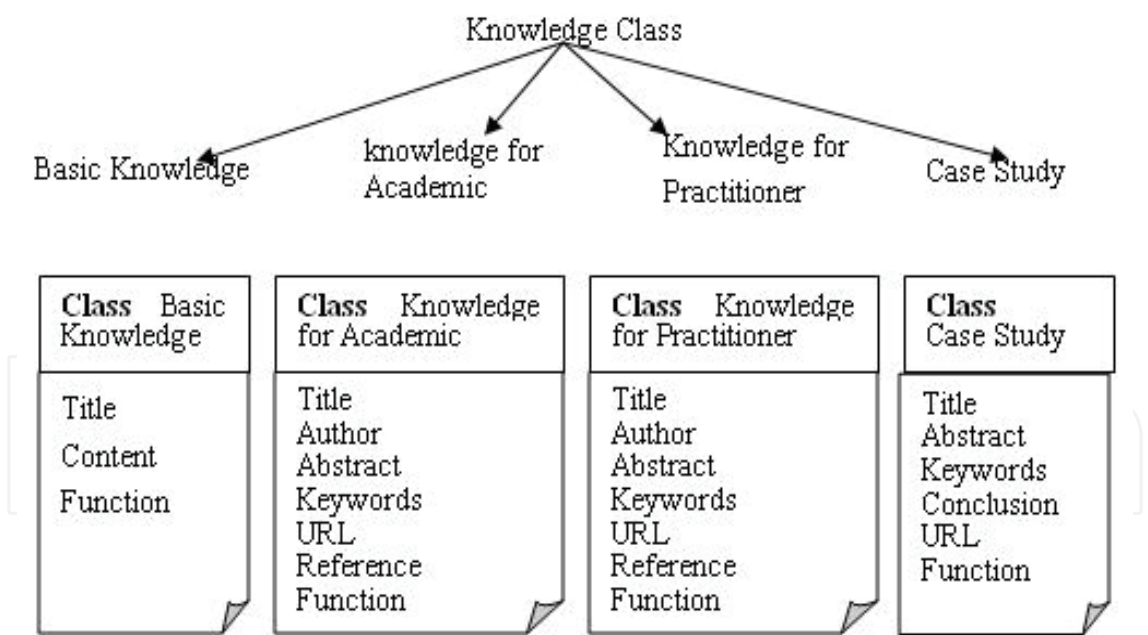 Knowledge Class
Basic Knowledge
knowledge for
Academic
Knowledge for
Practitioner
Case Study
Class Basic
Knowledge
Title
Content
Function
Class Knowledge
for Academic
Title
Author
Abstract
Keywords
URL
Reference
Function
Class Knowledge
for Practitioner
Title
Author
Abstract
Keywords
URL
Reference
Function
Class
Case Study
Title
Abstract
Keywords
Conclusion
URL
Function